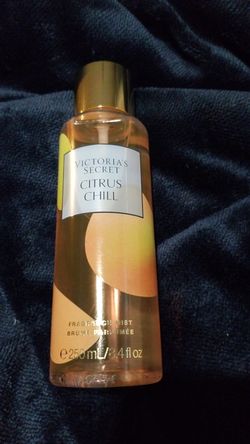 VICTORIA'S
SECRET
CITRUS
CHILL
FRAGRANCE MIST
BRUME PARFUMÉE
℮ 250 mL/8.4 fl oz